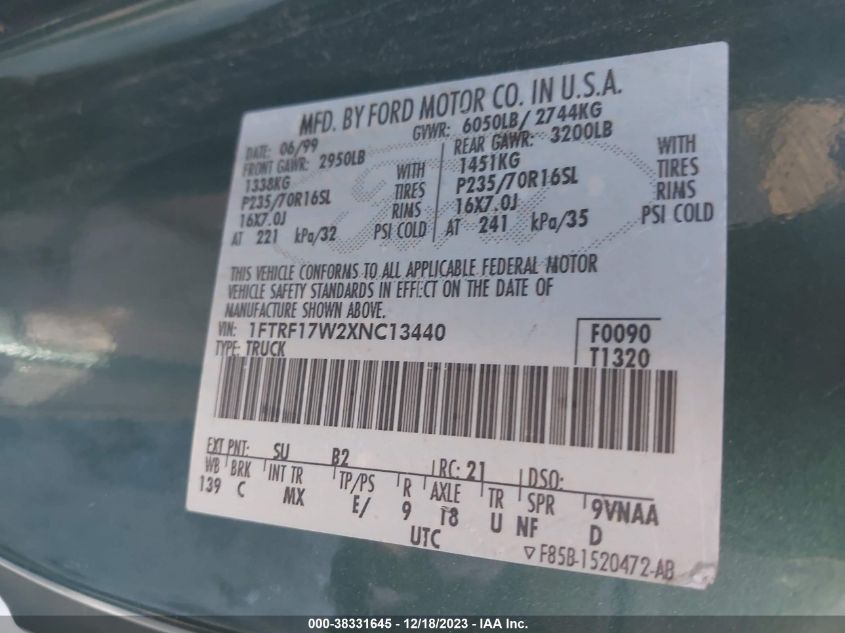 MFD. BY FORD MOTOR CO. IN U.S.A.
DATE: 06/99 GVWR: 6050LB/ 2744KG
FRONT GAWR: 2950LB REAR GAWR: 3200LB
1338KG WITH 1451KG WITH
P235/70R16SL TIRES P235/70R16SL TIRES
16X7.0J RIMS 16X7.0J RIMS
AT 221 kPa/32 PSI COLD AT 241 kPa/35 PSI COLD
THIS VEHICLE CONFORMS TO ALL APPLICABLE FEDERAL MOTOR
VEHICLE SAFETY STANDARDS IN EFFECT ON THE DATE OF
MANUFACTURE SHOWN ABOVE.
VIN: 1FTRF17W2XNC13440 F0090
TYPE: TRUCK T1320
EXT PNT: SU B2 RC: 21 DSO:
WB BRK INT TR TP/PS R AXLE TR SPR 9VNAA
139 C MX E/ 9 18 U NF D
UTC
▽F85B-1520472-AB
000-38331645 / 12/18/2023 - IAA Inc.